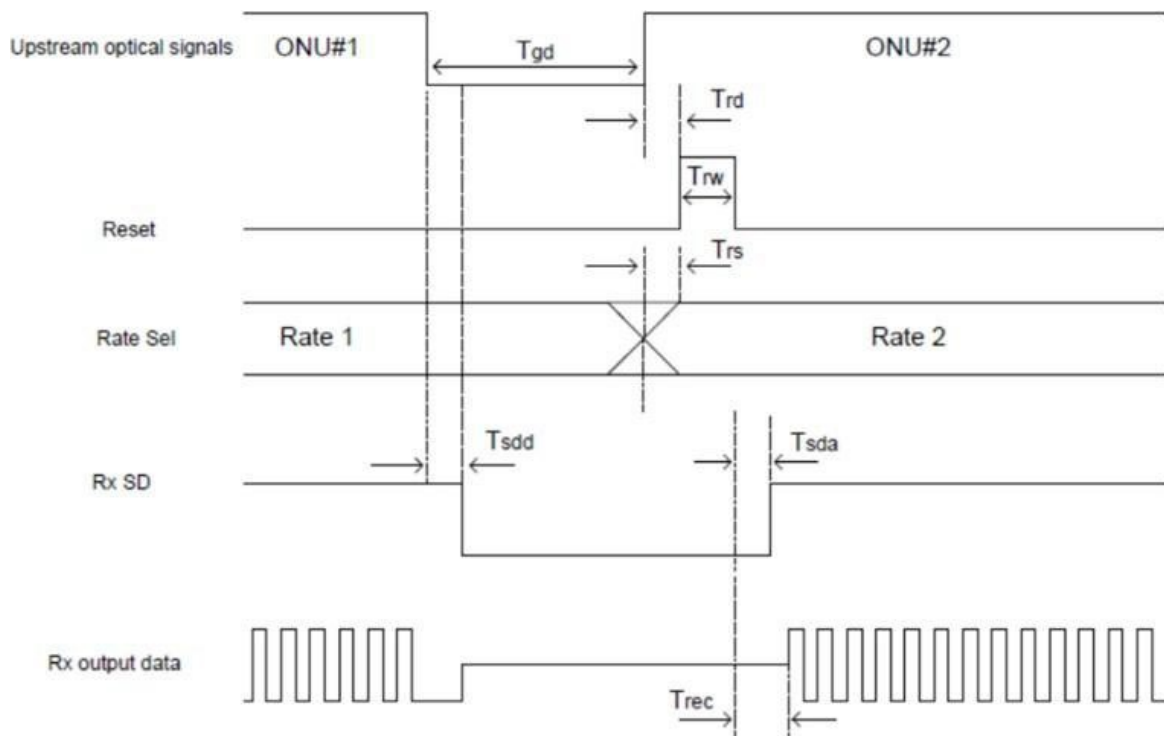 Upstream optical signals
ONU#1
Tgd
ONU#2
Trd
Trw
Reset
Trs
Rate Sel
Rate 1
Rate 2
Tsdd
Tsda
Rx SD
Rx output data
Trec